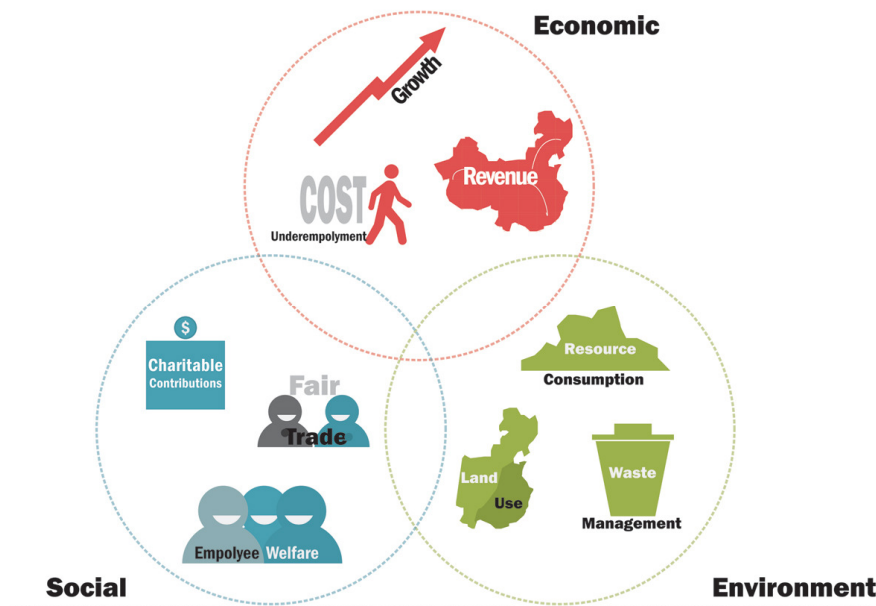 Economic
Growth
Revenue
COST
Underempolyment
$
Charitable
Contributions
Fair
Trade
Empolyee Welfare
Social
Resource
Consumption
Land
Use
Waste
Management
Environment